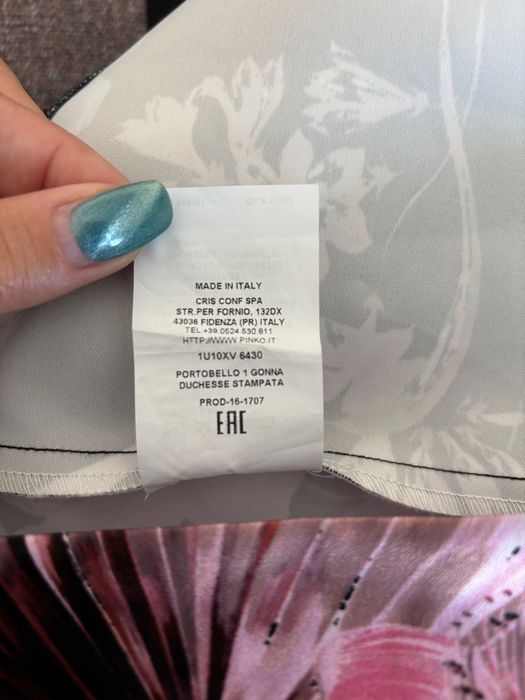 MADE IN ITALY
CRIS CONF SPA
STR.PER FORNIO, 132DX
43036 FIDENZA (PR) ITALY
TEL.+39.0524.530.611
HTTP://WWW.PINKO.IT
1U10XV 6430
PORTOBELLO 1 GONNA
DUCHESSE STAMPATA
PROD-16-1707
EAC